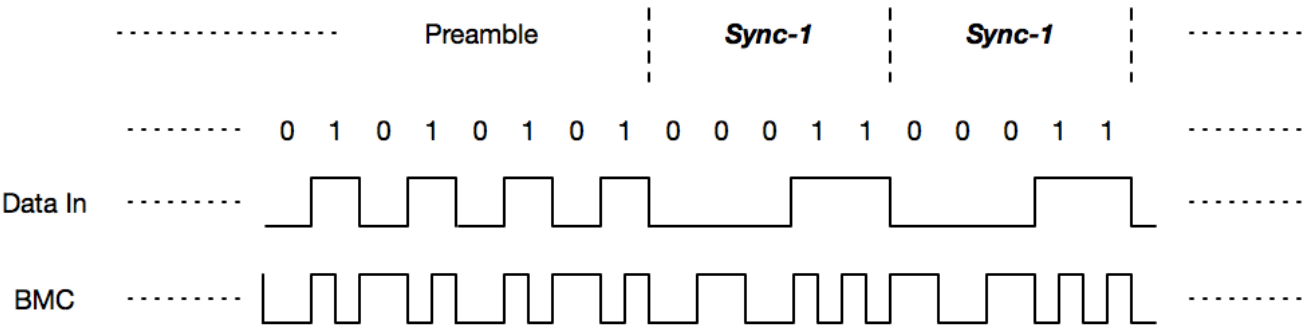 Preamble Sync-1 Sync-1
0 1 0 1 0 1 0 1 0 0 0 1 1 0 0 0 1 1
Data In
BMC